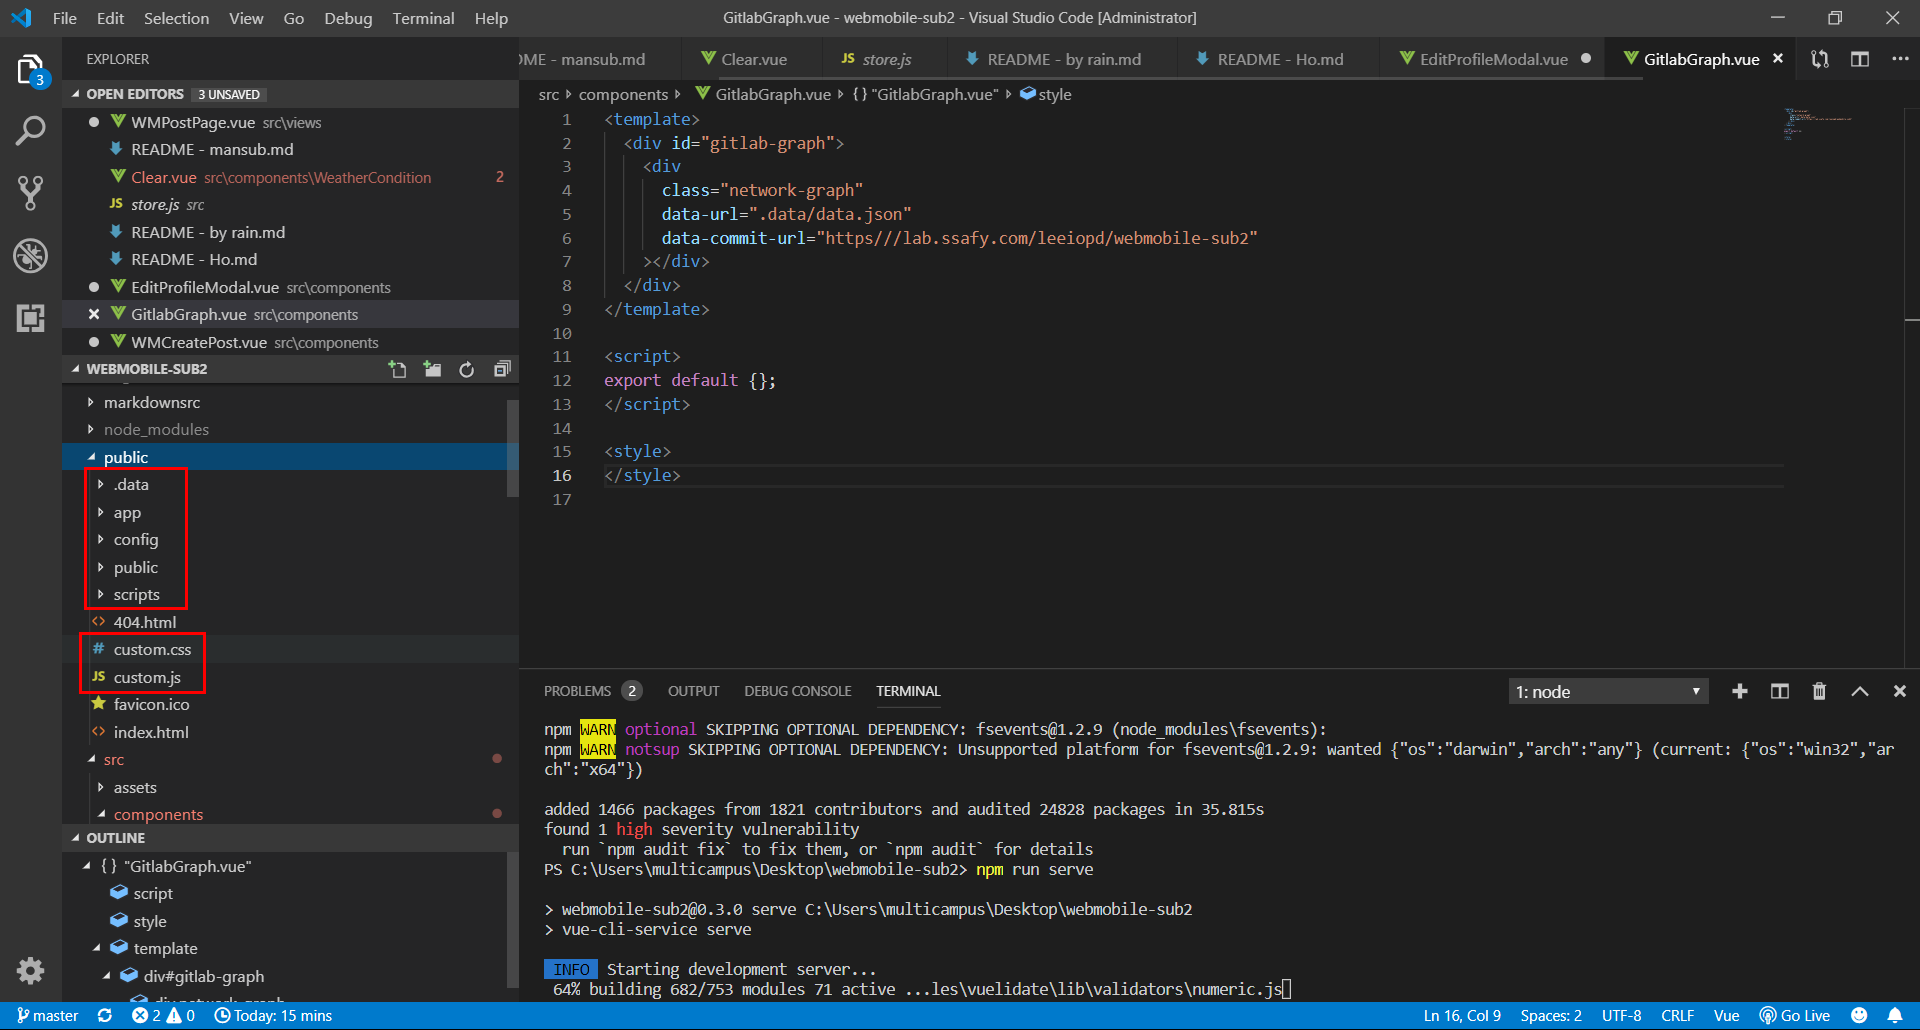 File Edit Selection View Go Debug Terminal Help
GitlabGraph.vue - webmobile-sub2 - Visual Studio Code [Administrator]
3
EXPLORER
OPEN EDITORS 3 UNSAVED
WMPostPage.vue src\views
README - mansub.md
Clear.vue src\components\WeatherCondition 2
JS store.js src
README - by rain.md
README - Ho.md
EditProfileModal.vue src\components
GitlabGraph.vue src\components
WMCreatePost.vue src\components
WEBMOBILE-SUB2
markdownsrc
node_modules
public
.data
app
config
public
scripts
<> 404.html
# custom.css
JS custom.js
favicon.ico
<> index.html
src
assets
components
OUTLINE
{} "GitlabGraph.vue"
script
style
template
div#gitlab-graph
div.network-graph
OME - mansub.md Clear.vue JS store.js README - by rain.md README - Ho.md EditProfileModal.vue GitlabGraph.vue
src components GitlabGraph.vue {} "GitlabGraph.vue" style
1 <template>
2 <div id="gitlab-graph">
3 <div
4 class="network-graph"
5 data-url=".data/data.json"
6 data-commit-url="https///lab.ssafy.com/leeiopd/webmobile-sub2"
7 ></div>
8 </div>
9 </template>
10
11 <script>
12 export default {};
13 </script>
14
15 <style>
16 </style>
17
PROBLEMS 2 OUTPUT DEBUG CONSOLE TERMINAL 1: node
npm WARN optional SKIPPING OPTIONAL DEPENDENCY: fsevents@1.2.9 (node_modules\fsevents):
npm WARN notsup SKIPPING OPTIONAL DEPENDENCY: Unsupported platform for fsevents@1.2.9: wanted {"os":"darwin","arch":"any"} (current: {"os":"win32","ar
ch":"x64"})
added 1466 packages from 1821 contributors and audited 24828 packages in 35.815s
found 1 high severity vulnerability
run `npm audit fix` to fix them, or `npm audit` for details
PS C:\Users\multicampus\Desktop\webmobile-sub2> npm run serve
> webmobile-sub2@0.3.0 serve C:\Users\multicampus\Desktop\webmobile-sub2
> vue-cli-service serve
INFO Starting development server...
64% building 682/753 modules 71 active ...les\vuelidate\lib\validators\numeric.js
master 2 0 Today: 15 mins Ln 16, Col 9 Spaces: 2 UTF-8 CRLF Vue Go Live